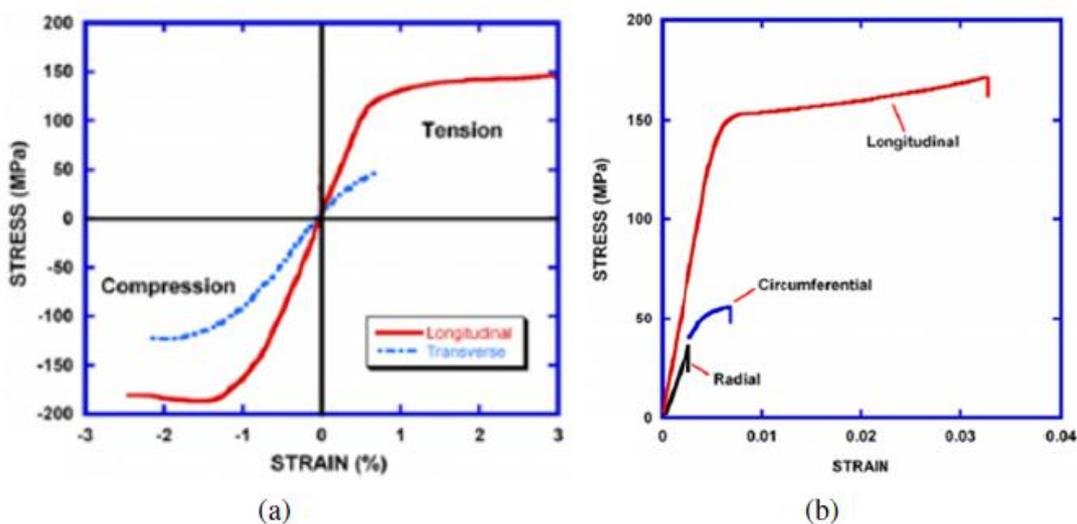 200
150
100
50
0
-50
-100
-150
-200
STRESS (MPa)
Tension
Compression
Longitudinal
Transverse
-3
-2
-1
0
1
2
3
STRAIN (%)
(a)
200
150
100
50
0
STRESS (MPa)
Longitudinal
Circumferential
Radial
0
0.01
0.02
0.03
0.04
STRAIN
(b)